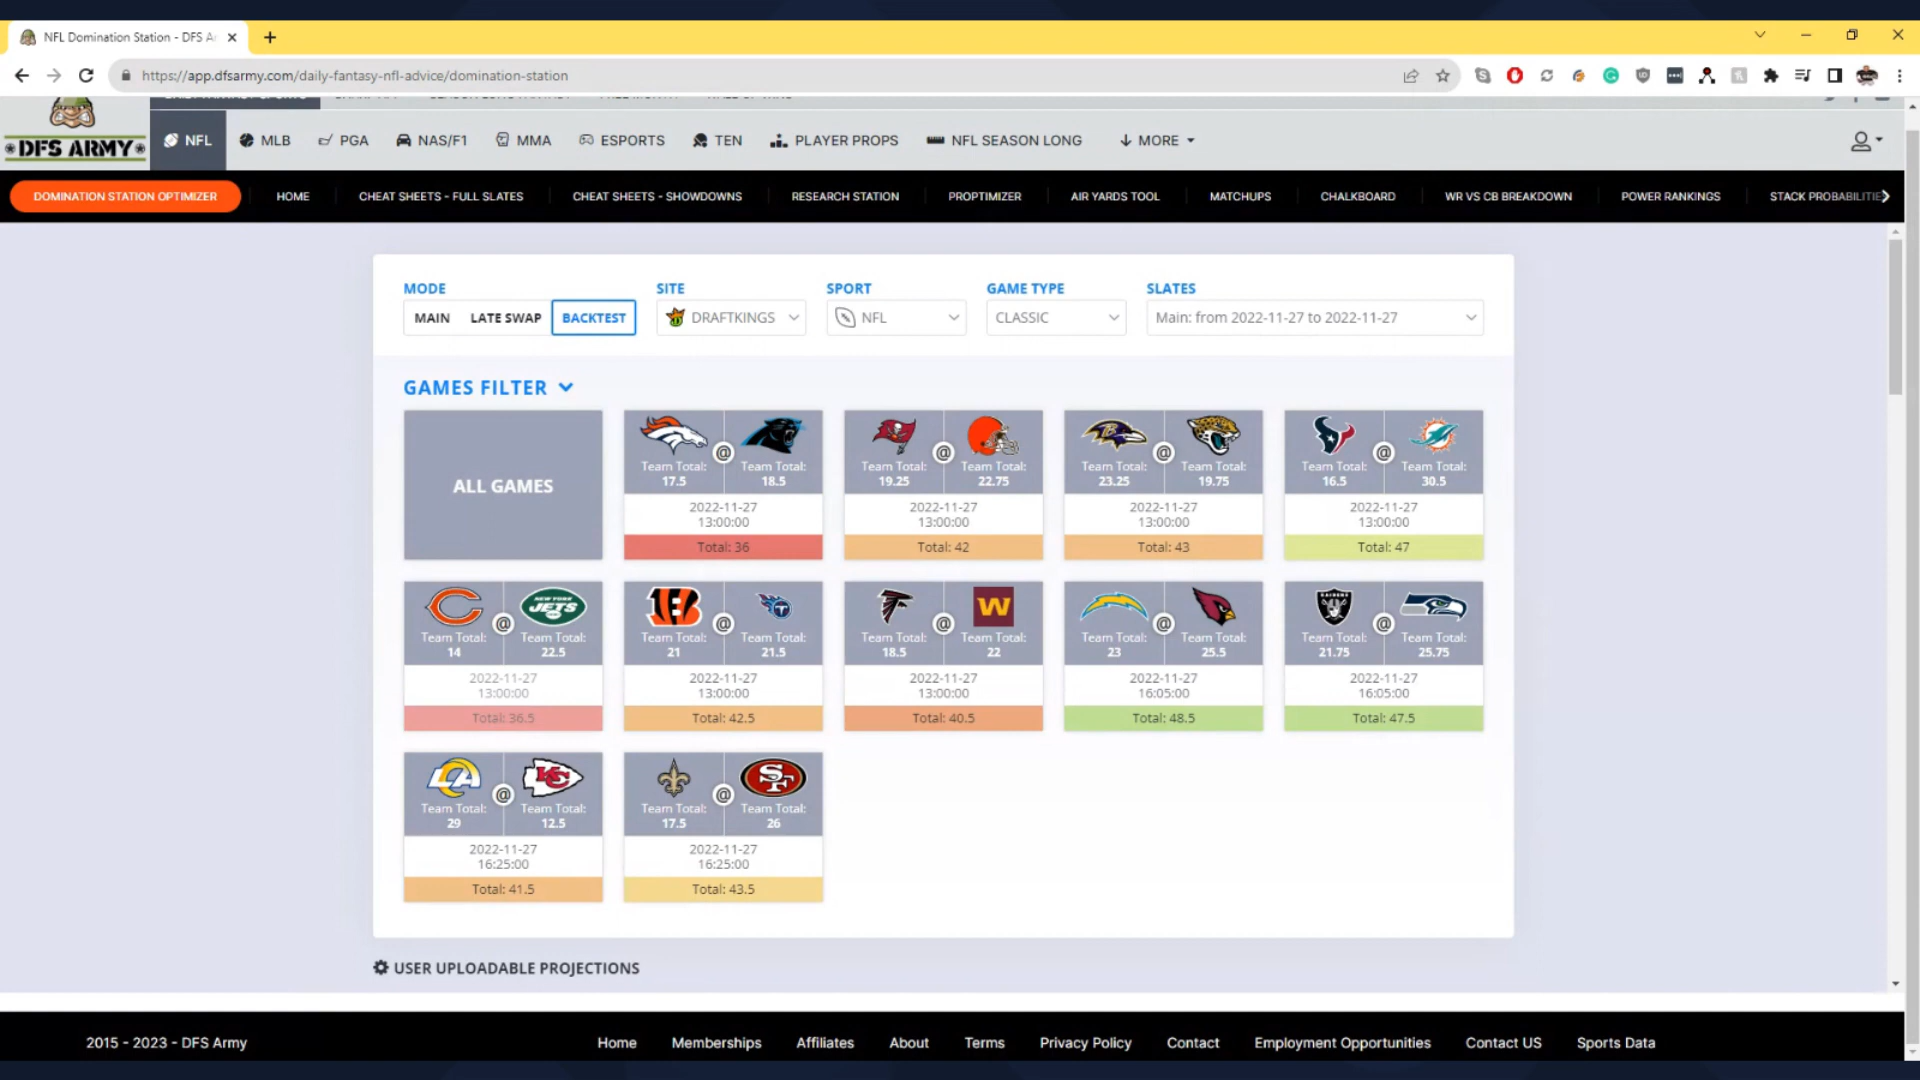 NFL Domination Station - DFS A
https://app.dfsarmy.com/daily-fantasy-nfl-advice/domination-station
DFS ARMY
NFL
MLB
PGA
NAS/F1
MMA
ESPORTS
TEN
PLAYER PROPS
NFL SEASON LONG
MORE
DOMINATION STATION OPTIMIZER
HOME
CHEAT SHEETS - FULL SLATES
CHEAT SHEETS - SHOWDOWNS
RESEARCH STATION
PROPTIMIZER
AIR YARDS TOOL
MATCHUPS
CHALKBOARD
WR VS CB BREAKDOWN
POWER RANKINGS
STACK PROBABILITIE
MODE
SITE
SPORT
GAME TYPE
SLATES
MAIN
LATE SWAP
BACKTEST
DRAFTKINGS
NFL
CLASSIC
Main: from 2022-11-27 to 2022-11-27
GAMES FILTER
ALL GAMES
@
Team Total: Team Total:
17.5 18.5
2022-11-27
13:00:00
Total: 36
@
Team Total: Team Total:
19.25 22.75
2022-11-27
13:00:00
Total: 42
@
Team Total: Team Total:
23.25 19.75
2022-11-27
13:00:00
Total: 43
@
Team Total: Team Total:
16.5 30.5
2022-11-27
13:00:00
Total: 47
NEW YORK
JETS
@
Team Total: Team Total:
14 22.5
2022-11-27
13:00:00
Total: 36.5
@
Team Total: Team Total:
21 21.5
2022-11-27
13:00:00
Total: 42.5
W
@
Team Total: Team Total:
18.5 22
2022-11-27
13:00:00
Total: 40.5
@
Team Total: Team Total:
23 25.5
2022-11-27
16:05:00
Total: 48.5
RAIDERS
@
Team Total: Team Total:
21.75 25.75
2022-11-27
16:05:00
Total: 47.5
LA
KC
@
Team Total: Team Total:
29 12.5
2022-11-27
16:25:00
Total: 41.5
SF
@
Team Total: Team Total:
17.5 26
2022-11-27
16:25:00
Total: 43.5
USER UPLOADABLE PROJECTIONS
2015 - 2023 - DFS Army
Home
Memberships
Affiliates
About
Terms
Privacy Policy
Contact
Employment Opportunities
Contact US
Sports Data